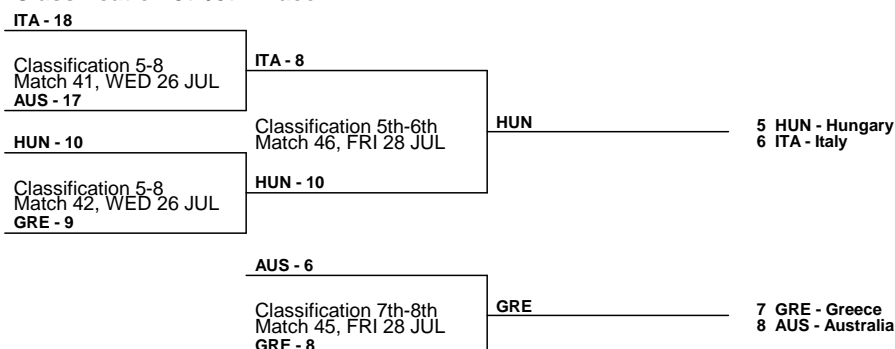 ITA - 18
Classification 5-8
Match 41, WED 26 JUL
AUS - 17
ITA - 8
HUN - 10
Classification 5-8
Match 42, WED 26 JUL
GRE - 9
HUN - 10
Classification 5th-6th
Match 46, FRI 28 JUL
HUN
5 HUN - Hungary
6 ITA - Italy
AUS - 6
Classification 7th-8th
Match 45, FRI 28 JUL
GRE - 8
GRE
7 GRE - Greece
8 AUS - Australia